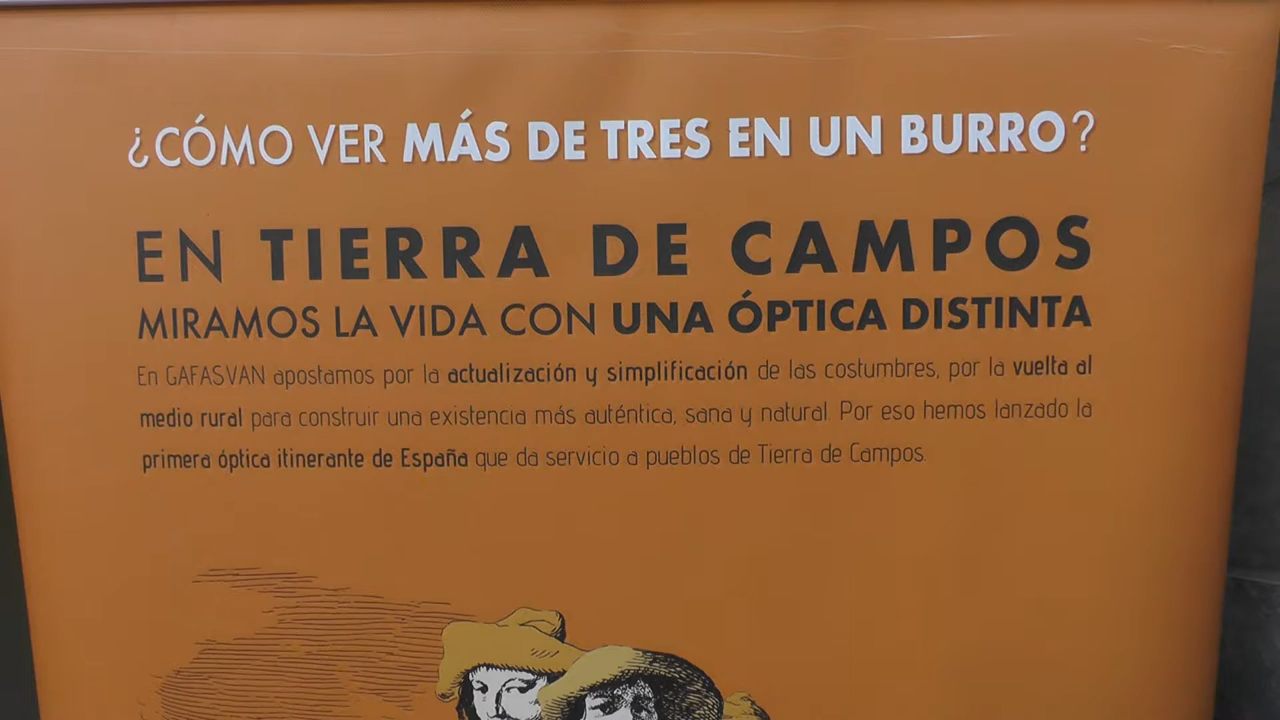 ¿CÓMO VER MÁS DE TRES EN UN BURRO?
EN TIERRA DE CAMPOS
MIRAMOS LA VIDA CON UNA ÓPTICA DISTINTA
En GAFASVAN apostamos por la actualización y simplificación de las costumbres, por la vuelta al
medio rural para construir una existencia más auténtica, sana y natural. Por eso hemos lanzado la
primera óptica itinerante de España que da servicio a pueblos de Tierra de Campos.